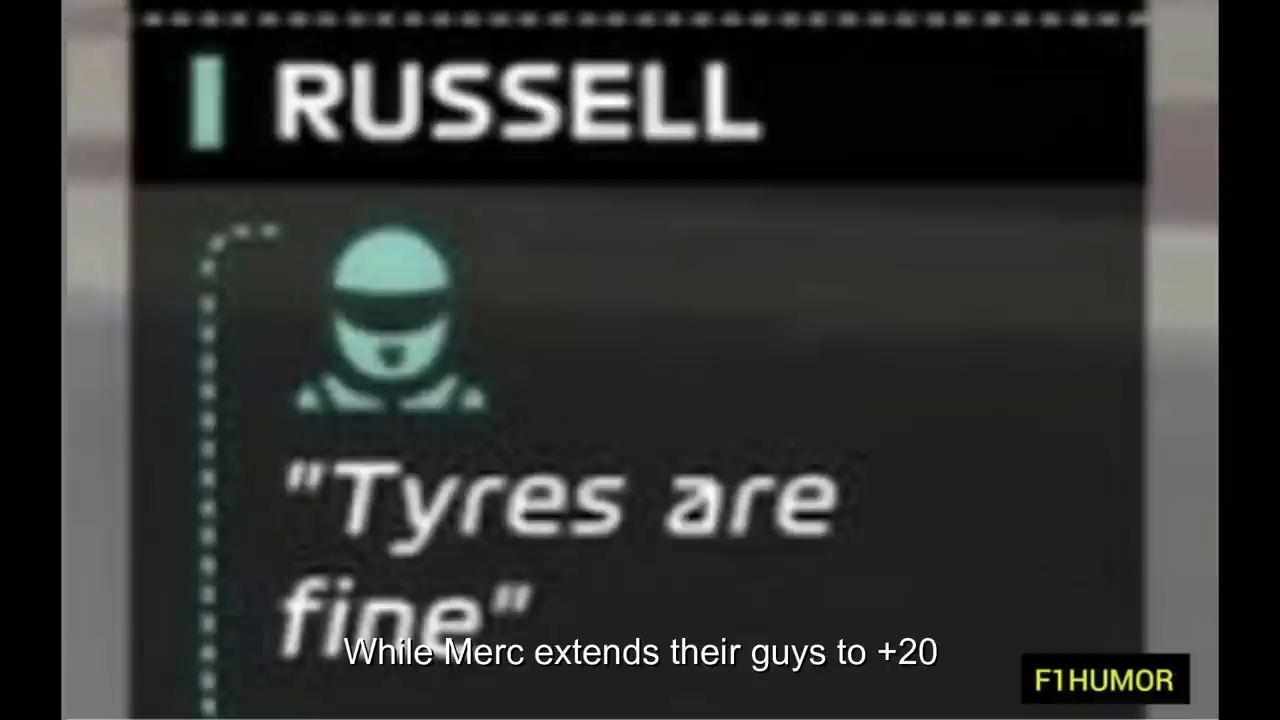 RUSSELL
"Tyres are
fine"
While Merc extends their guys to +20
F1HUMOR